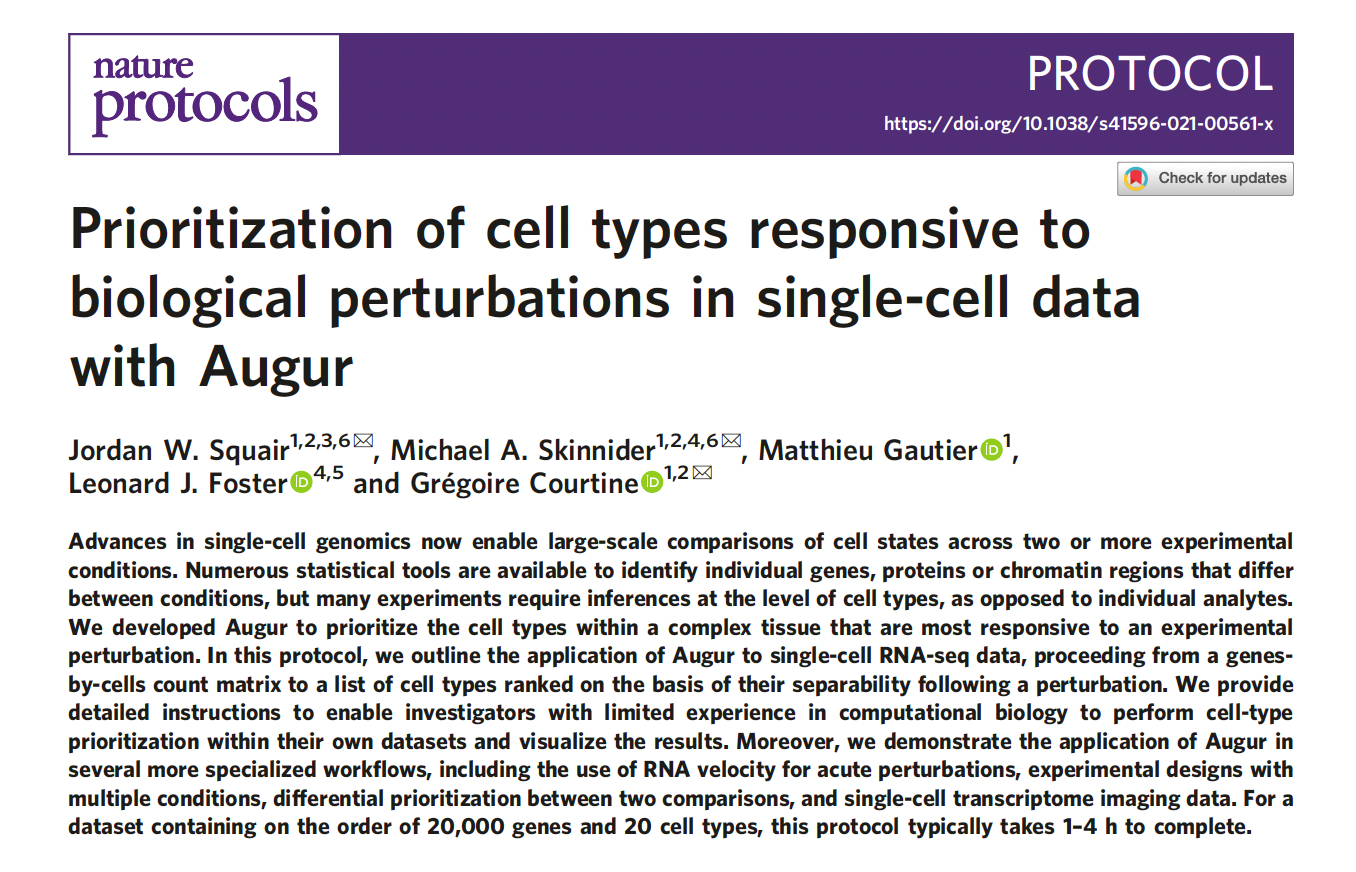 nature
protocols
PROTOCOL
https://doi.org/10.1038/s41596-021-00561-x
Check for updates
Prioritization of cell types responsive to
biological perturbations in single-cell data
with Augur
Jordan W. Squair1,2,3,6✉, Michael A. Skinnider1,2,4,6✉, Matthieu Gautier iD1,
Leonard J. Foster iD4,5 and Grégoire Courtine iD1,2✉
Advances in single-cell genomics now enable large-scale comparisons of cell states across two or more experimental
conditions. Numerous statistical tools are available to identify individual genes, proteins or chromatin regions that differ
between conditions, but many experiments require inferences at the level of cell types, as opposed to individual analytes.
We developed Augur to prioritize the cell types within a complex tissue that are most responsive to an experimental
perturbation. In this protocol, we outline the application of Augur to single-cell RNA-seq data, proceeding from a genes-
by-cells count matrix to a list of cell types ranked on the basis of their separability following a perturbation. We provide
detailed instructions to enable investigators with limited experience in computational biology to perform cell-type
prioritization within their own datasets and visualize the results. Moreover, we demonstrate the application of Augur in
several more specialized workflows, including the use of RNA velocity for acute perturbations, experimental designs with
multiple conditions, differential prioritization between two comparisons, and single-cell transcriptome imaging data. For a
dataset containing on the order of 20,000 genes and 20 cell types, this protocol typically takes 1–4 h to complete.